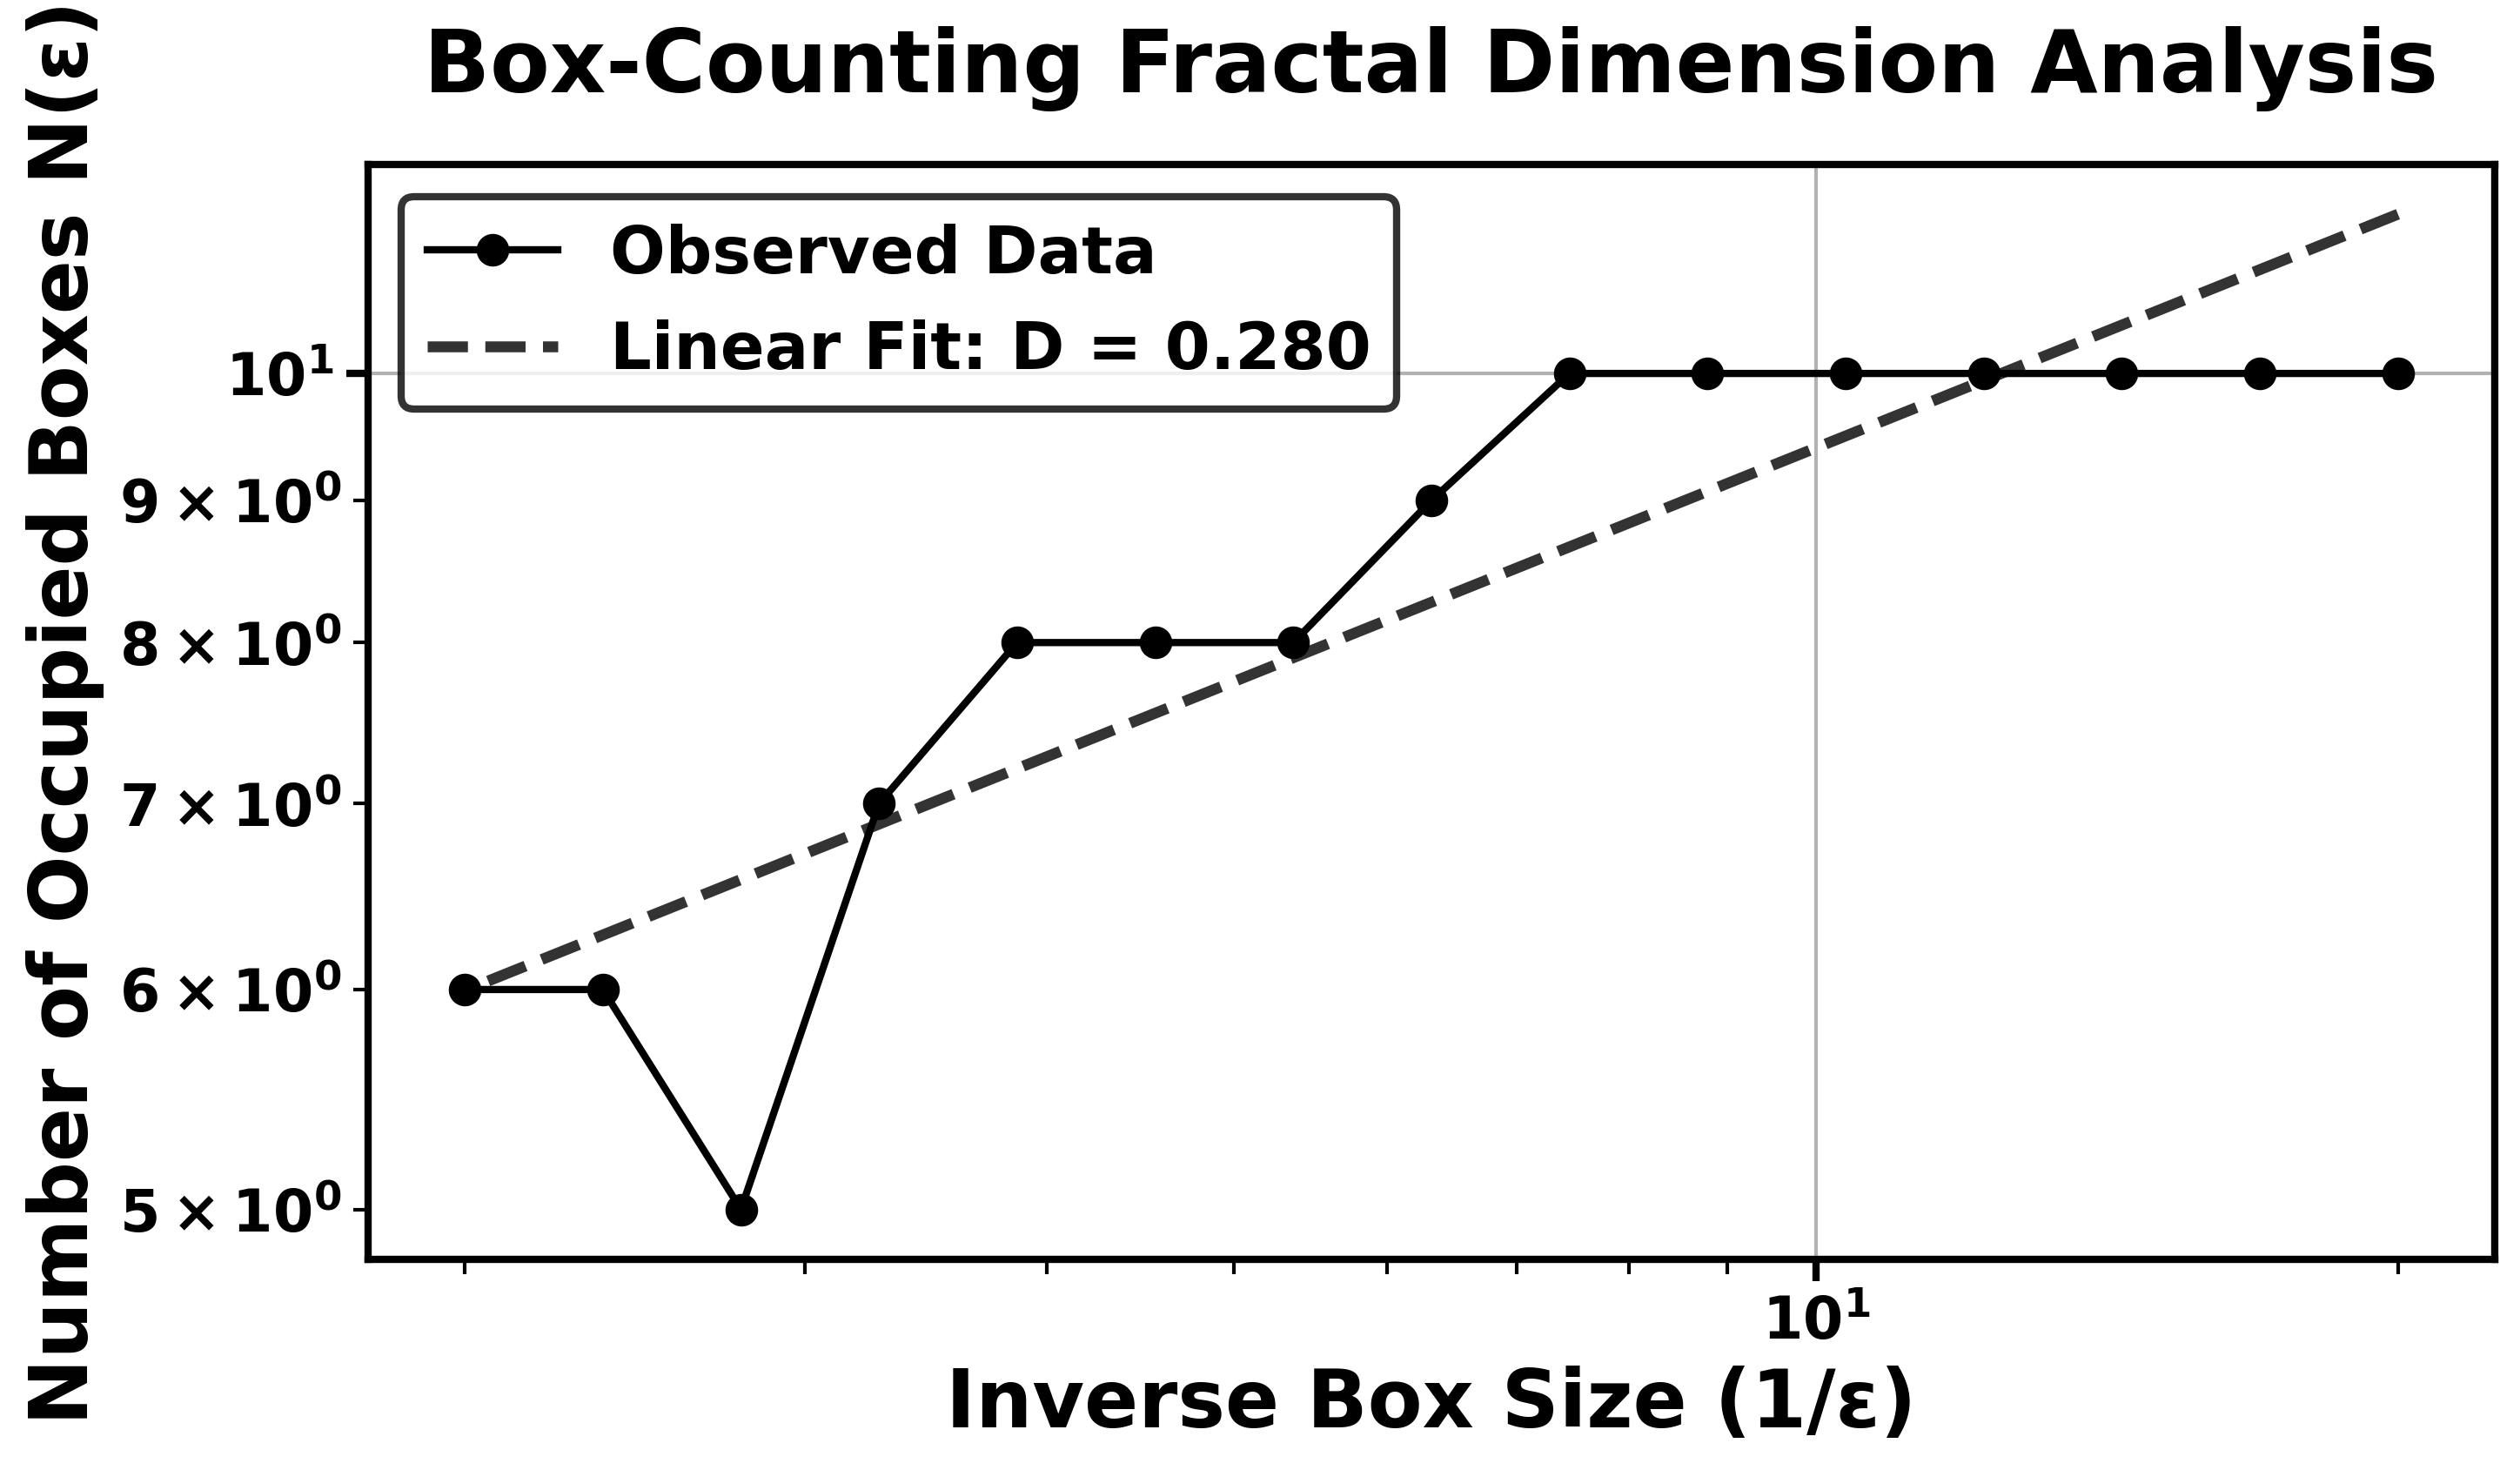 Box-Counting Fractal Dimension Analysis
Number of Occupied Boxes N(ε)
Observed Data
Linear Fit: D = 0.280
10¹
9 × 10⁰
8 × 10⁰
7 × 10⁰
6 × 10⁰
5 × 10⁰
10¹
Inverse Box Size (1/ε)